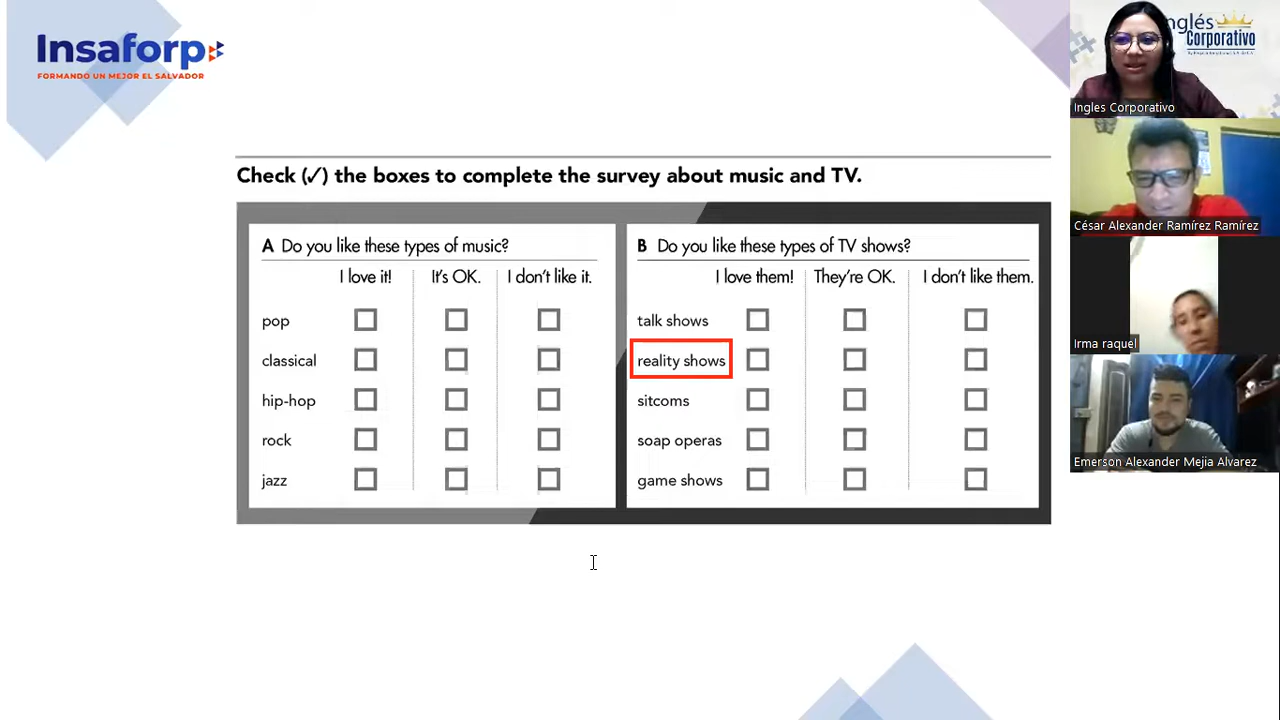 Insaforp
FORMANDO UN MEJOR EL SALVADOR
Check (✓) the boxes to complete the survey about music and TV.
A Do you like these types of music?
I love it! It's OK. I don't like it.
pop
classical
hip-hop
rock
jazz
B Do you like these types of TV shows?
I love them! They're OK. I don't like them.
talk shows
reality shows
sitcoms
soap operas
game shows
Inglés
Corporativo
Ingles Corporativo
César Alexander Ramírez Ramírez
Irma raquel
Emerson Alexander Mejia Alvarez